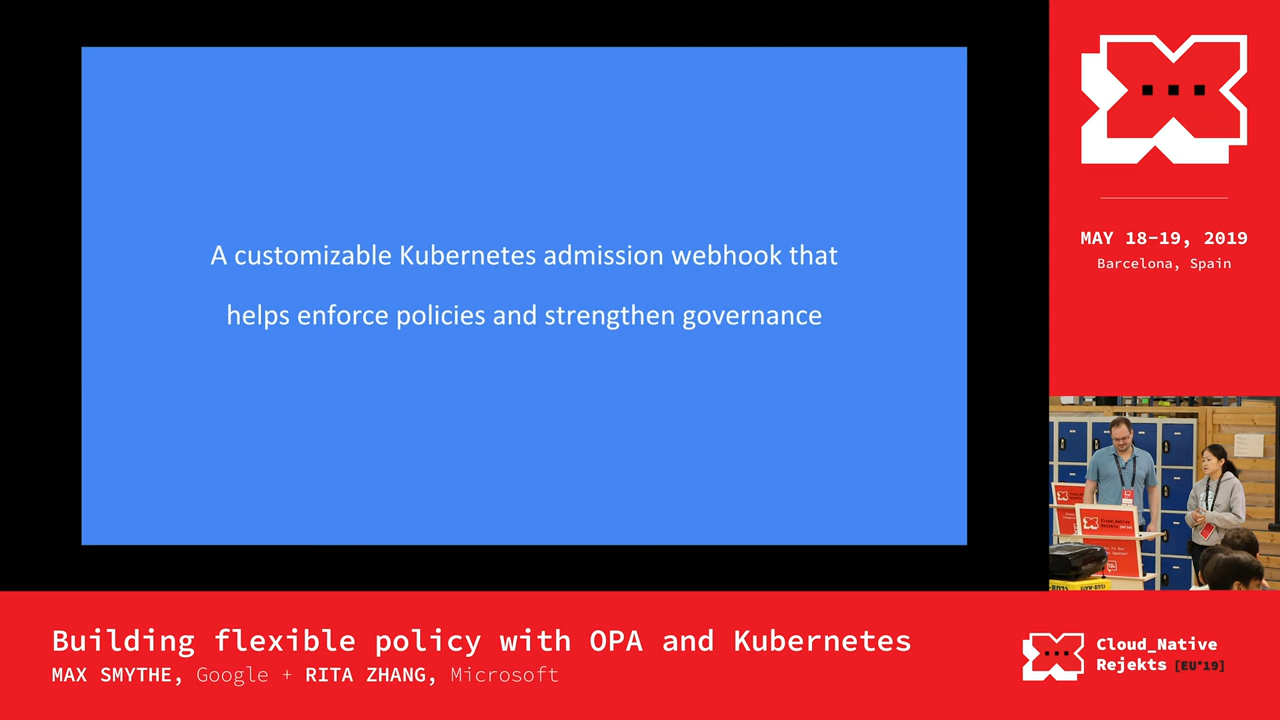 A customizable Kubernetes admission webhook that
helps enforce policies and strengthen governance
MAY 18-19, 2019
Barcelona, Spain
Building flexible policy with OPA and Kubernetes
MAX SMYTHE, Google + RITA ZHANG, Microsoft
Cloud_Native
Rejekts [EU*19]